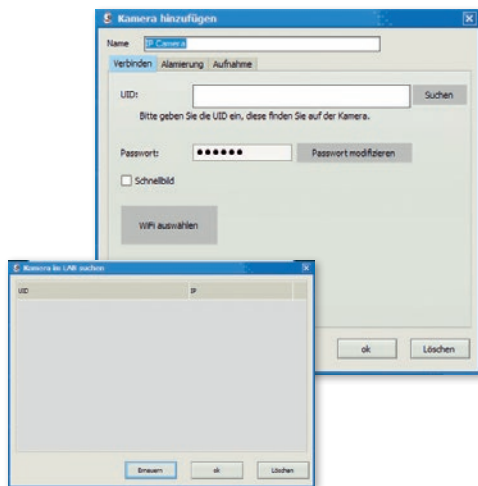 Kamera hinzufügen
Name IP Camera
Verbinden Alamierung Aufnahme
UID: Suchen
Bitte geben Sie die UID ein, diese finden Sie auf der Kamera.
Passwort: ●●●●●● Passwort modifizieren
Schnellbild
WiFi auswählen
ok Löschen
Kamera im LAN suchen
UID IP
Erneuern ok Löschen